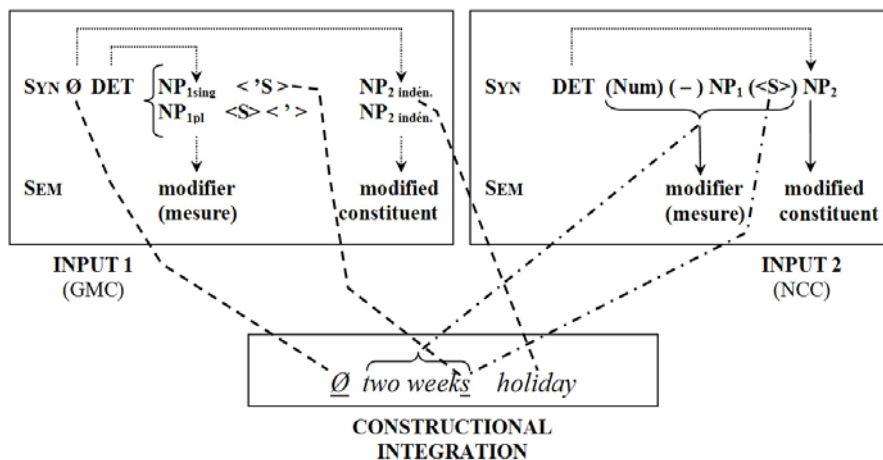 SYN Ø DET NP1sing <'S> NP2 indén.
NP1pl <S> <'> NP2 indén.
SEM modifier modified
(mesure) constituent
INPUT 1
(GMC)
SYN DET (Num) ( – ) NP1 (<S>) NP2
SEM modifier modified
(mesure) constituent
INPUT 2
(NCC)
Ø two weeks holiday
CONSTRUCTIONAL
INTEGRATION